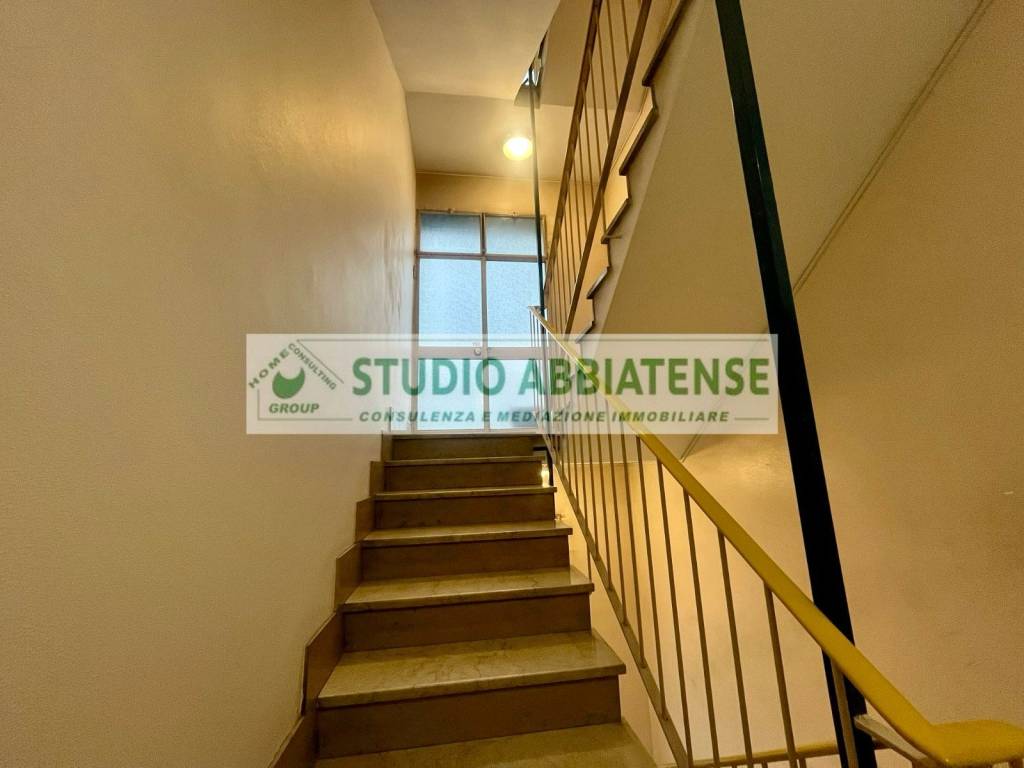 HOME CONSULTING
GROUP
STUDIO ABBIATENSE
CONSULENZA E MEDIAZIONE IMMOBILIARE